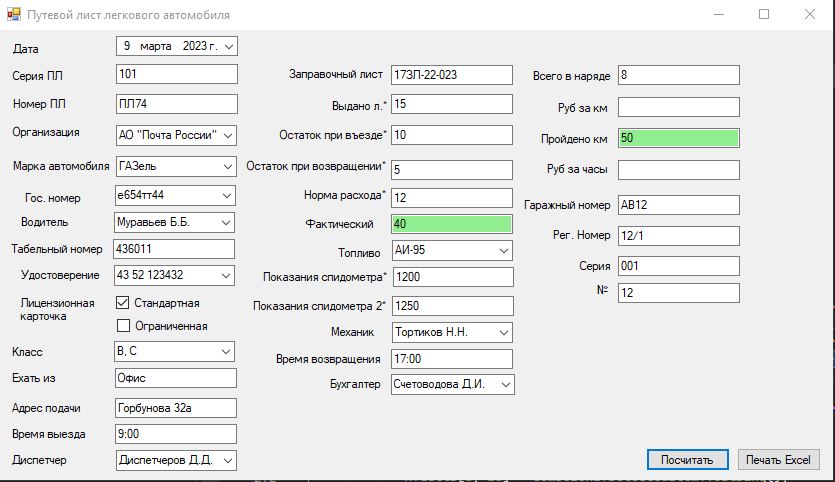 Путевой лист легкового автомобиля
Дата
9 марта 2023 г.
Серия ПЛ
101
Номер ПЛ
ПЛ74
Организация
АО "Почта России"
Марка автомобиля
ГАЗель
Гос. номер
е654тт44
Водитель
Муравьев Б.Б.
Табельный номер
436011
Удостоверение
43 52 123432
Лицензионная
карточка
Стандартная
Ограниченная
Класс
B, C
Ехать из
Офис
Адрес подачи
Горбунова 32а
Время выезда
9:00
Диспетчер
Диспетчеров Д.Д.
Заправочный лист
17ЗЛ-22-023
Выдано л.*
15
Остаток при въезде*
10
Остаток при возвращении*
5
Норма расхода*
12
Фактический
40
Топливо
АИ-95
Показания спидометра*
1200
Показания спидометра 2*
1250
Механик
Тортиков Н.Н.
Время возвращения
17:00
Бухгалтер
Счетоводова Д.И.
Всего в наряде
8
Руб за км
Пройдено км
50
Руб за часы
Гаражный номер
АВ12
Рег. Номер
12/1
Серия
001
№
12
Посчитать
Печать Excel